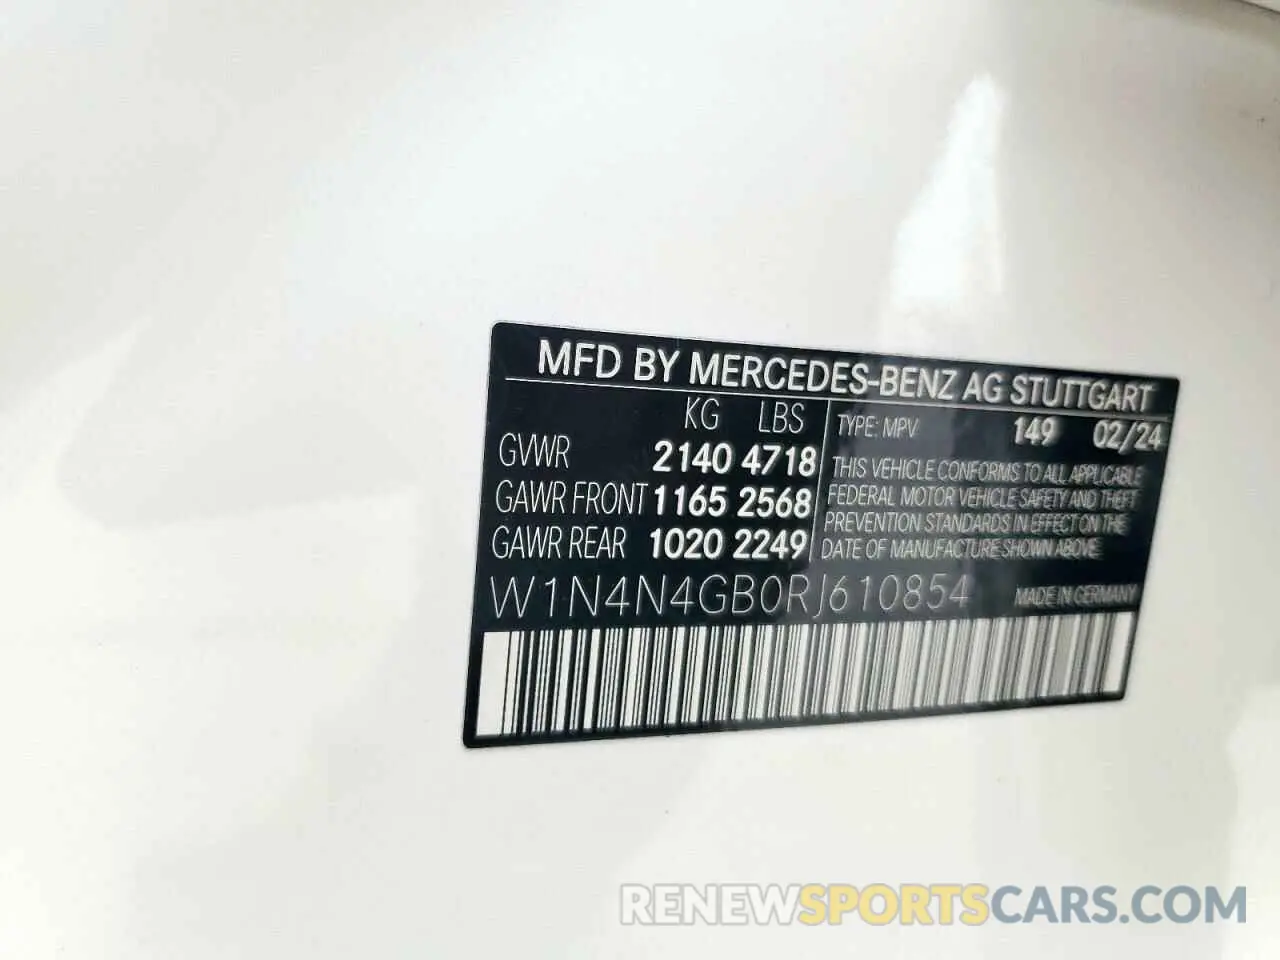 MFD BY MERCEDES-BENZ AG STUTTGART
KG LBS
GVWR 2140 4718
GAWR FRONT 1165 2568
GAWR REAR 1020 2249
TYPE: MPV 149 02/24
THIS VEHICLE CONFORMS TO ALL APPLICABLE
FEDERAL MOTOR VEHICLE SAFETY AND THEFT
PREVENTION STANDARDS IN EFFECT ON THE
DATE OF MANUFACTURE SHOWN ABOVE
W1N4N4GB0RJ610854 MADE IN GERMANY
RENEWSPORTSCARS.COM